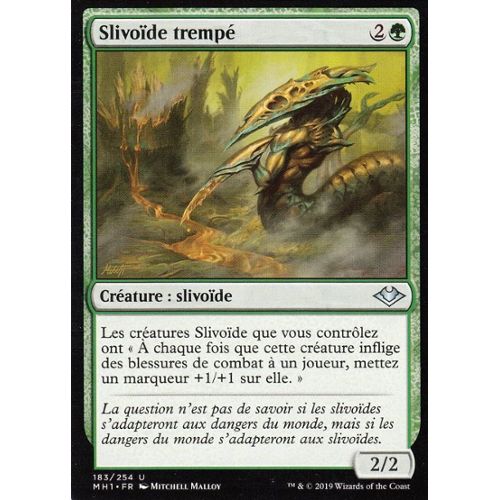 Slivoïde trempé 2
Créature : slivoïde
Les créatures Slivoïde que vous contrôlez
ont « À chaque fois que cette créature inflige
des blessures de combat à un joueur, mettez
un marqueur +1/+1 sur elle. »
La question n'est pas de savoir si les slivoïdes
s'adapteront aux dangers du monde, mais si les
dangers du monde s'adapteront aux slivoïdes.
2/2
183/254 U
MH1 • FR Mitchell Malloy
™ & © 2019 Wizards of the Coast